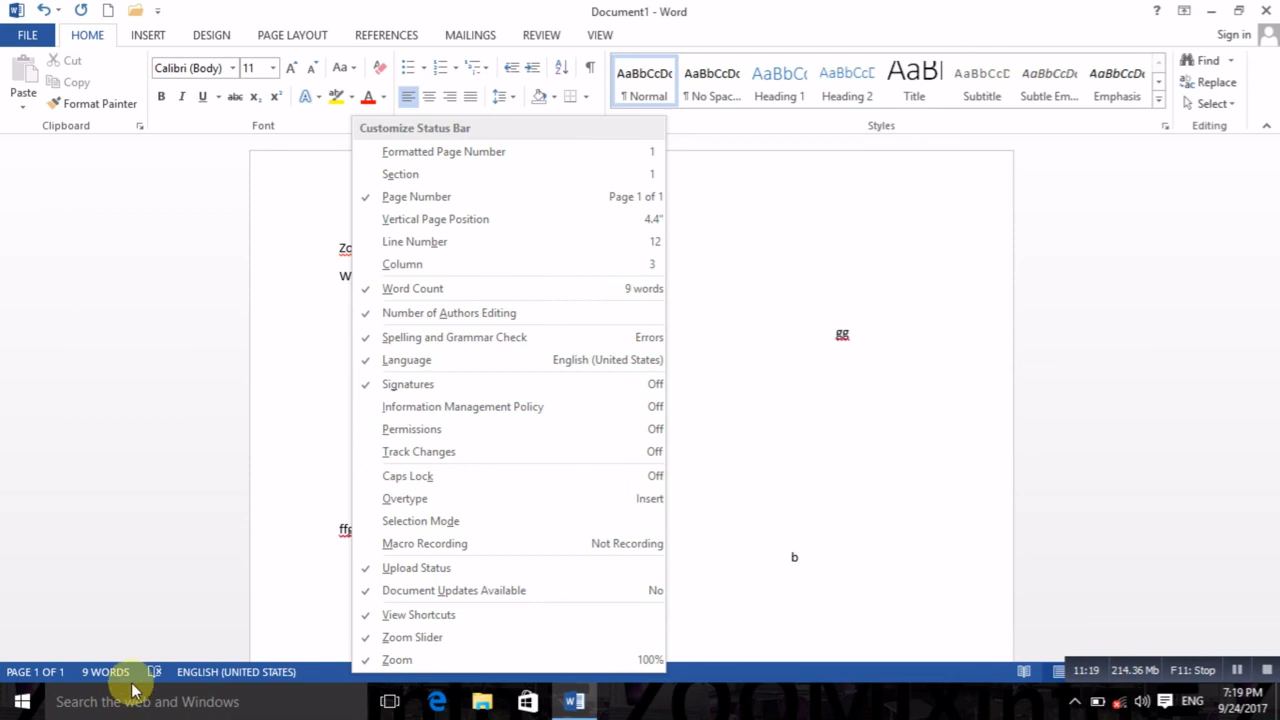 Document1 - Word
?
FILE HOME INSERT DESIGN PAGE LAYOUT REFERENCES MAILINGS REVIEW VIEW Sign in
Paste Cut Copy Format Painter
Calibri (Body) 11 Aa
B I U abc X₂ X² A A
AaBbCcDc AaBbCcDc AaBbCc AaBbCcC AaBl AaBbCcC AaBbCcDc AaBbCcDc
¶ Normal ¶ No Spac... Heading 1 Heading 2 Title Subtitle Subtle Em... Emphasis
Find
Replace
Select
Clipboard Font Styles Editing
Customize Status Bar
Formatted Page Number 1
Section 1
Page Number Page 1 of 1
Vertical Page Position 4.4"
Line Number 12
Column 3
Word Count 9 words
Number of Authors Editing
Spelling and Grammar Check Errors
Language English (United States)
Signatures Off
Information Management Policy Off
Permissions Off
Track Changes Off
Caps Lock Off
Overtype Insert
Selection Mode
Macro Recording Not Recording
Upload Status
Document Updates Available No
View Shortcuts
Zoom Slider
Zoom 100%
Zo
W
gg
ffg
b
PAGE 1 OF 1 9 WORDS ENGLISH (UNITED STATES)
11:19 214.36 Mb F11: Stop
Search the web and Windows
ENG
7:19 PM
9/24/2017